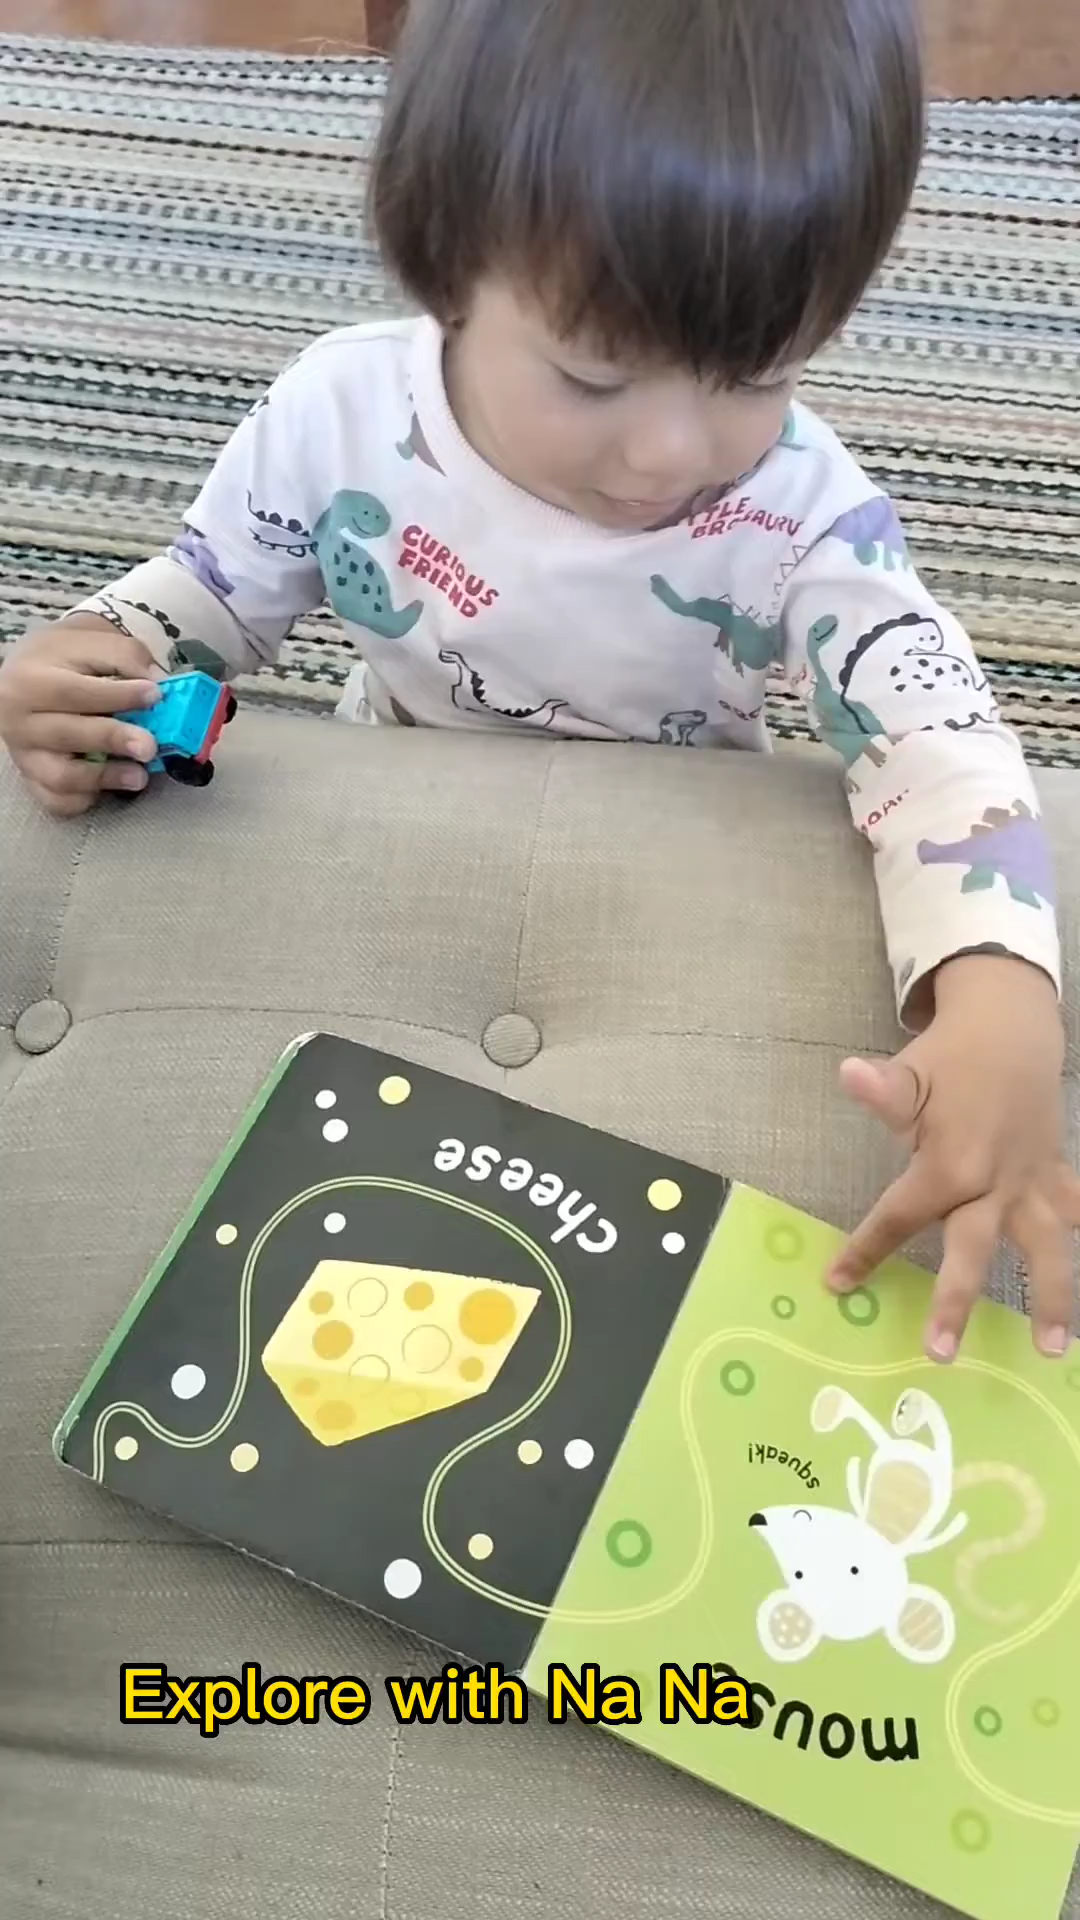 CURIOUS
FRIEND
cheese
squeak!
mouse
Explore with Na Na